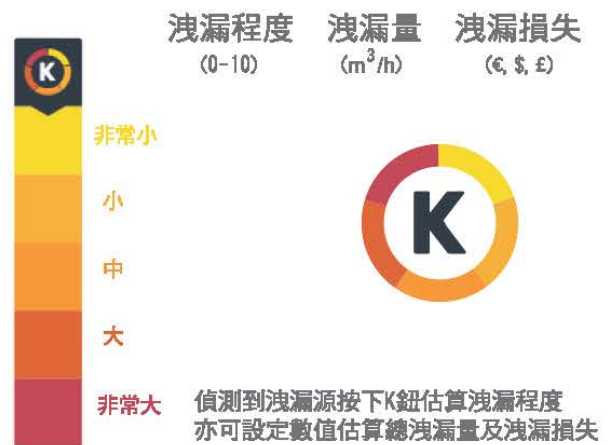 洩漏程度 洩漏量 洩漏損失
(0-10) (m³/h) (€, $, £)
K
非常小
小
K
中
大
非常大
偵測到洩漏源按下K鈕估算洩漏程度
亦可設定數值估算總洩漏量及洩漏損失